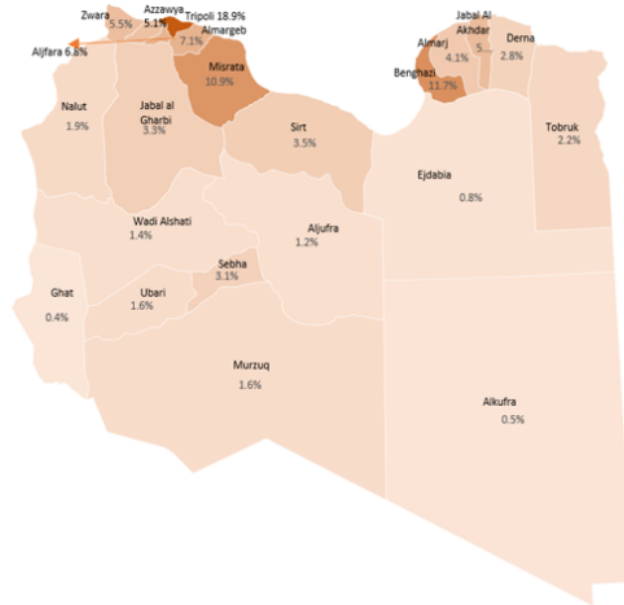 Zwara
5.5%
Azzawya
5.1%
Tripoli 18.9%
Almargeb
7.1%
Aljfara 6.8%
Misrata
10.9%
Nalut
1.9%
Jabal al
Gharbi
3.3%
Sirt
3.5%
Jabal Al
Akhdar
5...
Almarj
4.1%
Derna
2.8%
Benghazi
11.7%
Tobruk
2.2%
Ejdabia
0.8%
Wadi Alshati
1.4%
Aljufra
1.2%
Sebha
3.1%
Ghat
0.4%
Ubari
1.6%
Murzuq
1.6%
Alkufra
0.5%